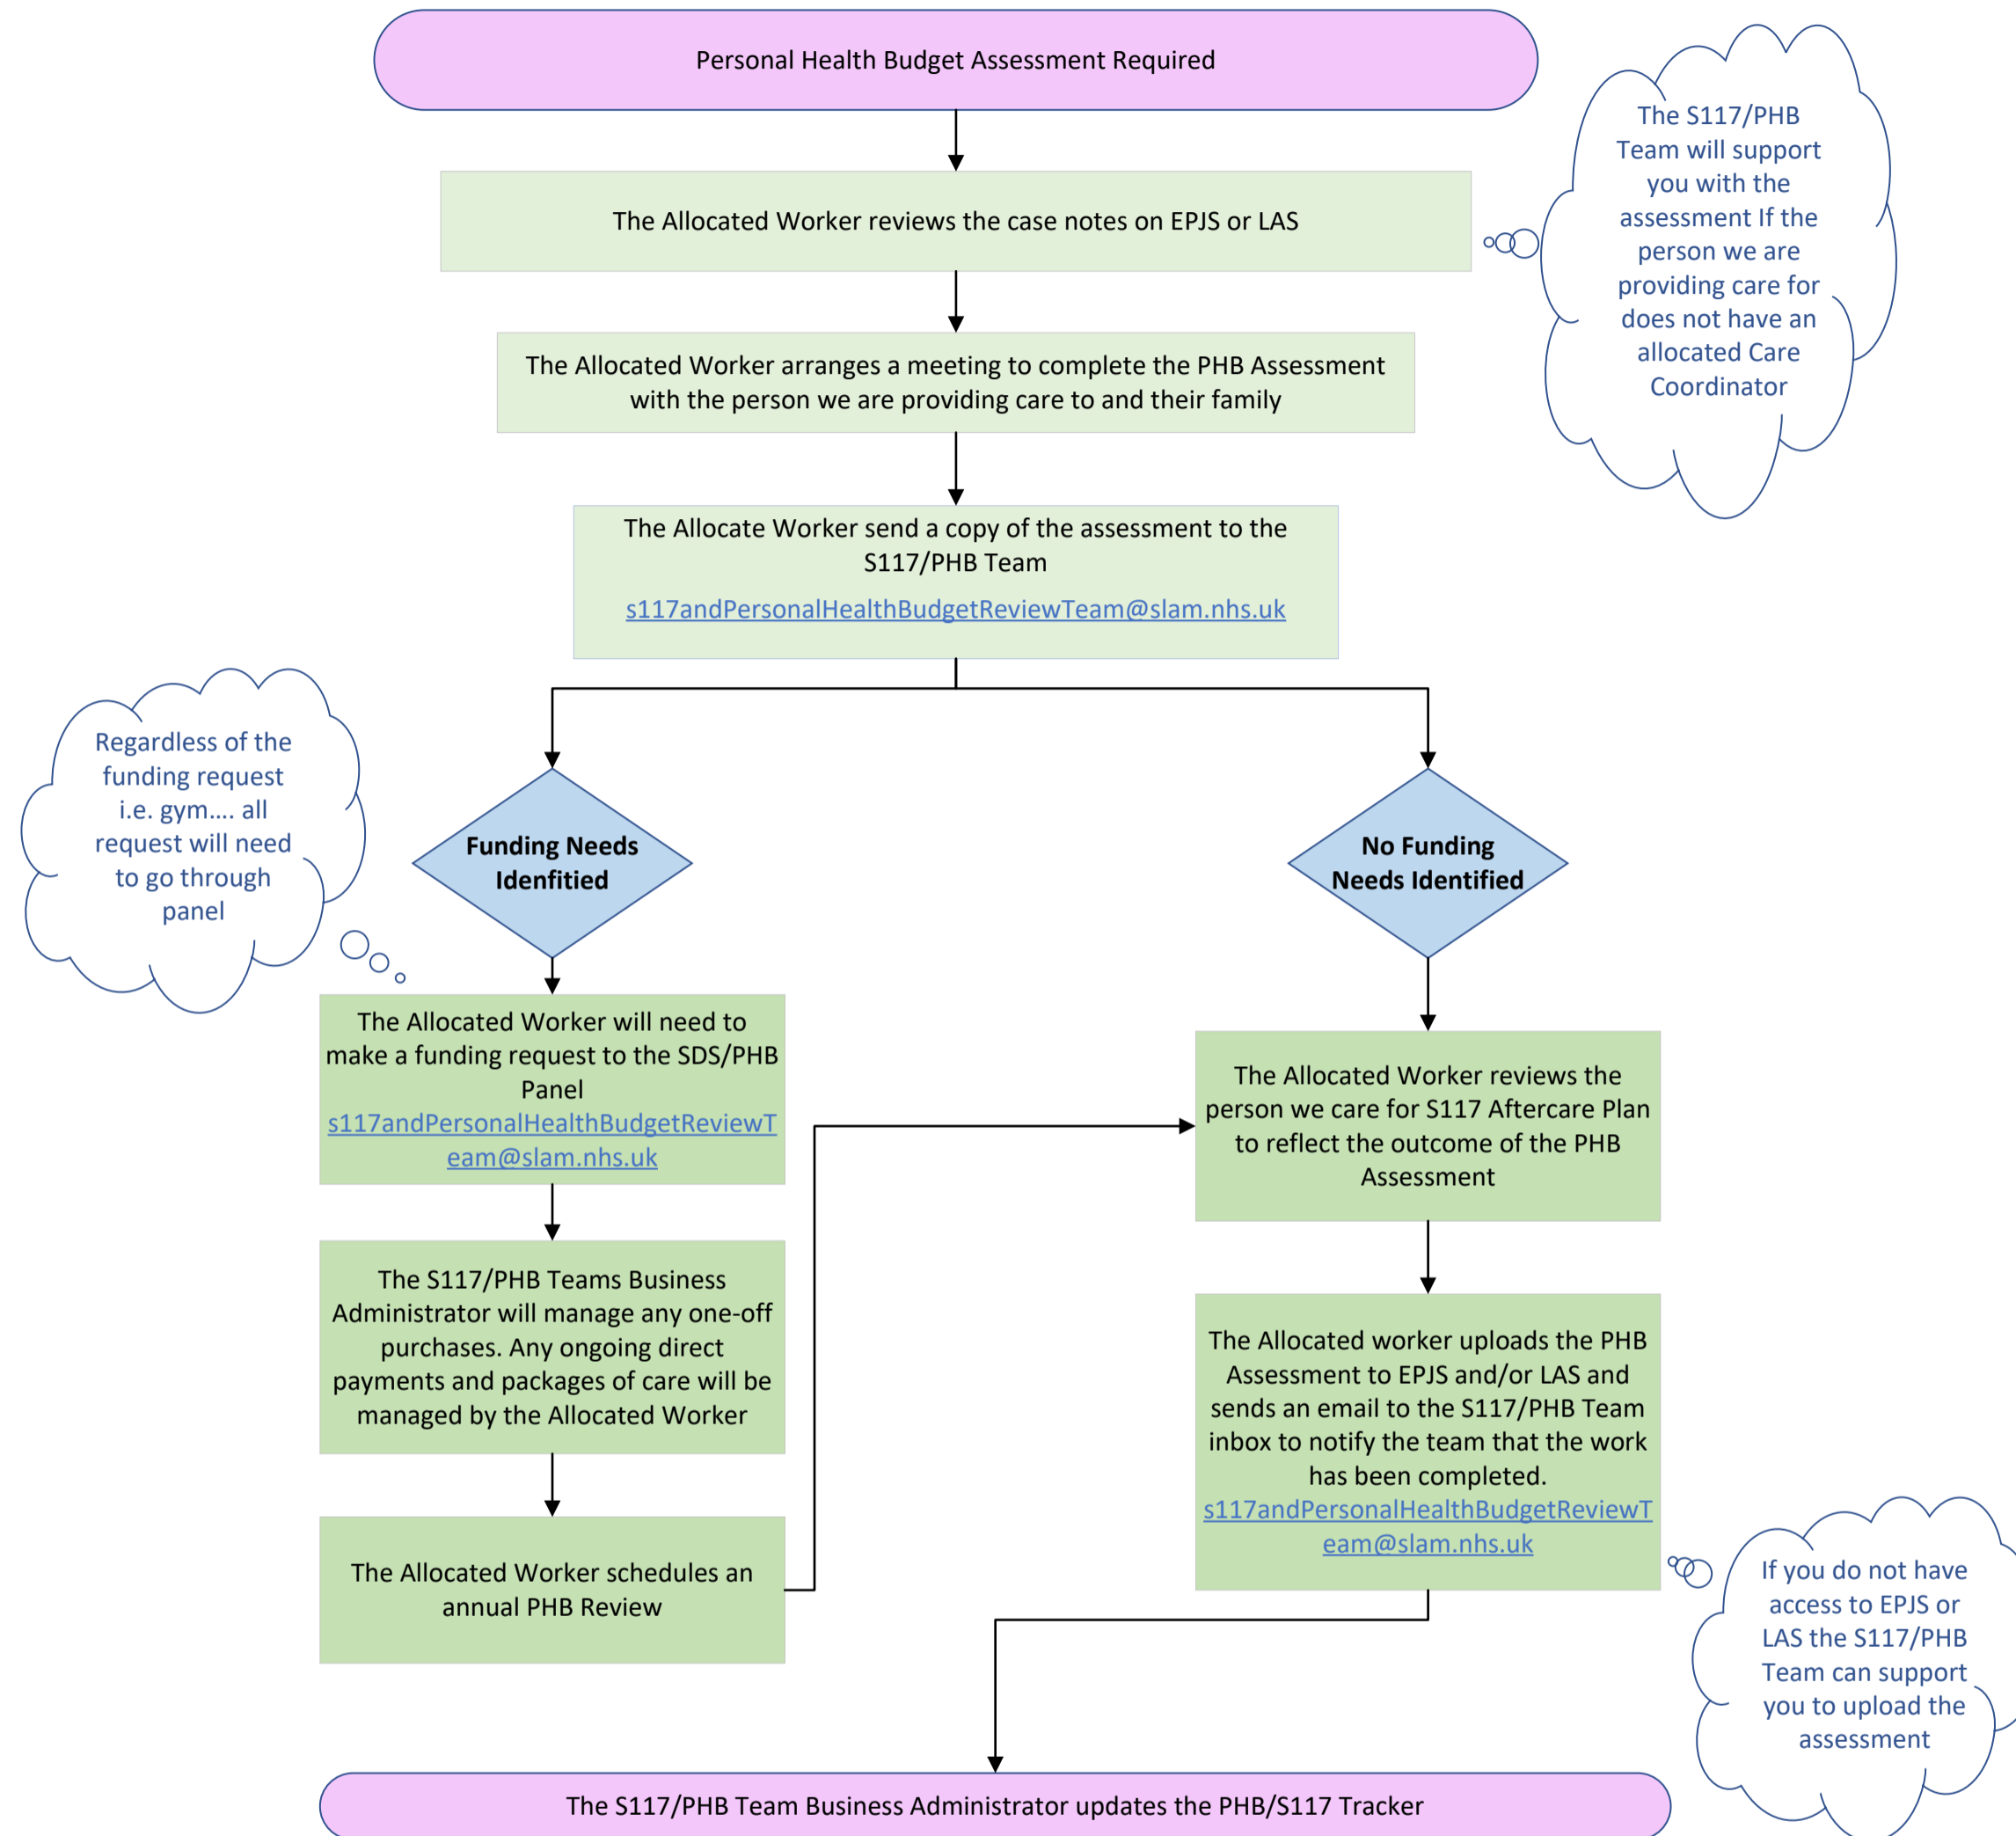 Personal Health Budget Assessment Required
The S117/PHB
Team will support
you with the
assessment If the
person we are
providing care for
does not have an
allocated Care
Coordinator
The Allocated Worker reviews the case notes on EPJS or LAS
The Allocated Worker arranges a meeting to complete the PHB Assessment
with the person we are providing care to and their family
The Allocate Worker send a copy of the assessment to the
S117/PHB Team
s117andPersonalHealthBudgetReviewTeam@slam.nhs.uk
Regardless of the
funding request
i.e. gym.... all
request will need
to go through
panel
Funding Needs
Idenfitied
No Funding
Needs Identified
The Allocated Worker will need to
make a funding request to the SDS/PHB
Panel
s117andPersonalHealthBudgetReviewT
eam@slam.nhs.uk
The S117/PHB Teams Business
Administrator will manage any one-off
purchases. Any ongoing direct
payments and packages of care will be
managed by the Allocated Worker
The Allocated Worker schedules an
annual PHB Review
The Allocated Worker reviews the
person we care for S117 Aftercare Plan
to reflect the outcome of the PHB
Assessment
The Allocated worker uploads the PHB
Assessment to EPJS and/or LAS and
sends an email to the S117/PHB Team
inbox to notify the team that the work
has been completed.
s117andPersonalHealthBudgetReviewT
eam@slam.nhs.uk
If you do not have
access to EPJS or
LAS the S117/PHB
Team can support
you to upload the
assessment
The S117/PHB Team Business Administrator updates the PHB/S117 Tracker